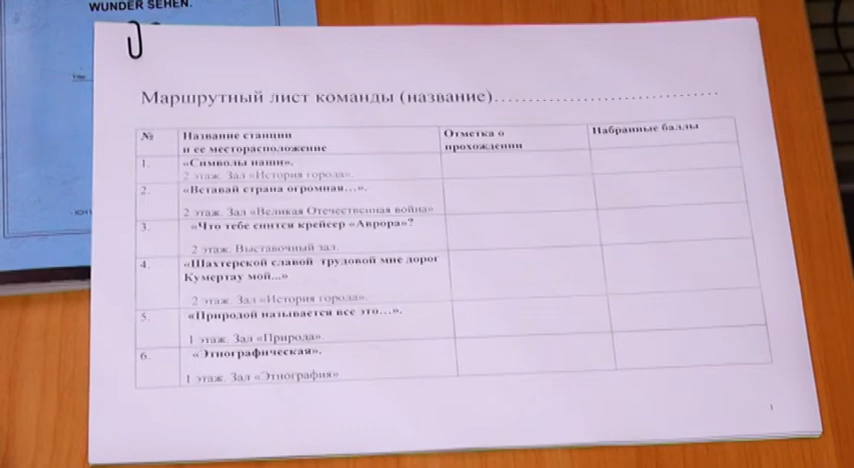 WUNDER SEHEN.
Маршрутный лист команды (название)................................
№ Название станции и ее месторасположение Отметка о прохождении Набранные баллы
1. «Символы наши».
2 этаж. Зал «История города».
2. «Вставай страна огромная...».
2 этаж. Зал «Великая Отечественная война»
3. «Что тебе снится крейсер «Аврора»?
2 этаж. Выставочный зал.
4. «Шахтерской славой трудовой мне дорог
Кумертау мой...»
2 этаж. Зал «История города».
5. «Природой называется все это...».
1 этаж. Зал «Природа».
6. «Этнографическая».
1 этаж. Зал «Этнография»
1